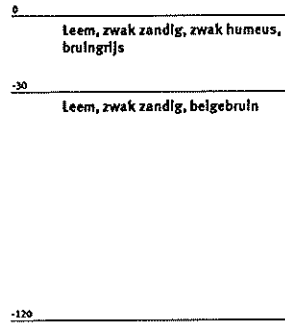 0
Leem, zwak zandig, zwak humeus,
bruingrijs
-30
Leem, zwak zandig, beigebruin
-120